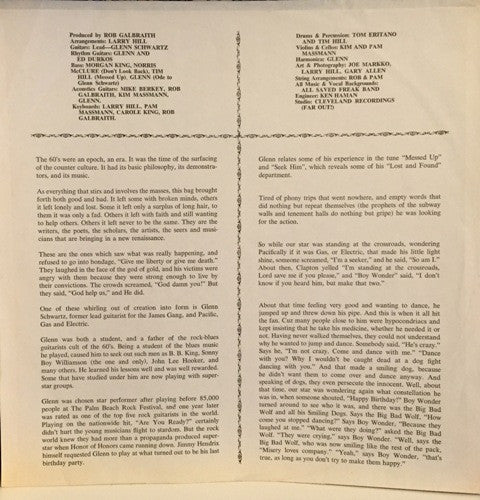 Produced by ROB GALBRAITH
Arrangements: LARRY HILL
Guitars: Lead—GLENN SCHWARTZ
Rhythm Guitars: GLENN and
ED DURKOS
Bass: MORGAN KING, NORRIS
McCLURE (Don't Look Back), TIM
HILL (Messed Up), GLENN (Ode to
Glenn Schwartz)
Acoustics Guitars: MIKE BERKEY, ROB
GALBRAITH, KIM MASSMANN,
GLENN.
Keyboards: LARRY HILL, PAM
MASSMANN, CAROLE KING, ROB
GALBRAITH.
Drums & Percussion: TOM ERITANO
AND TIM HILL
Violins & Cellos: KIM AND PAM
MASSMANN
Harmonica: GLENN
Art & Photography: JOE MARKKO,
LARRY HILL, GARY ALLEN
String Arrangements: ROB & PAM
All Music & Vocal Backgrounds:
ALL SAVED FREAK BAND
Engineer: KEN HAMAN
Studio: CLEVELAND RECORDINGS
(FAR OUT!)
The 60's were an epoch, an era. It was the time of the surfacing
of the counter culture. It had its basic philosophy, its demonstra-
tors, and its music.
As everything that stirs and involves the masses, this bag brought
forth both good and bad. It left some with broken minds, others
it left lonely and lost. Some it left only a surplus of long hair, to
them it was only a fad. Others it left with faith and still wanting
to help others. Others it left never to be the same. They are the
writers, the poets, the scholars, the artists, the seers and musi-
cians that are bringing in a new renaissance.
These are the ones which saw what was really happening, and
refused to go into bondage, "Give me liberty or give me death."
They laughed in the face of the god of gold, and his victims were
angry with them because they were strong enough to live by
their convictions. The crowds screamed, "God damn you!" But
they said, "God help us," and He did.
One of these whirling out of creation into form is Glenn
Schwartz, former lead guitarist for the James Gang, and Pacific,
Gas and Electric.
Glenn was both a student, and a father of the rock-blues
guitarists cult of the 60's. Being a student of the blues music
he played, caused him to seek out such men as B. B. King, Sonny
Boy Williamson (the one and only), John Lee Hooker, and
many others. He learned his lessons well and was well rewarded.
Some that have studied under him are now playing with super-
star groups.
Glenn was chosen star performer after playing before 85,000
people at The Palm Beach Rock Festival, and one year later
was rated as one of the top five rock guitarists in the world.
Playing on the nationwide hit, "Are You Ready?" certainly
didn't hurt the young musicians flight to stardom. But the rock
world knew they had more than a propaganda produced super-
star when Honor of Honors came running down. Jimmy Hendrix
himself requested Glenn to play at what turned out to be his last
birthday party.
Glenn relates some of his experience in the tune "Messed Up"
and "Seek Him", which reveals some of his "Lost and Found"
department.
Tired of phony trips that went nowhere, and empty words that
did nothing but repeat themselves (the prophets of the subway
walls and tenement halls do nothing but gripe) he was looking
for the action.
So while our star was standing at the crossroads, wondering
Pacifically if it was Gas, or Electric, that made his little light
shine, someone screamed, "I'm a seeker," and he said, "So am I."
About then, Clapton yelled "I'm standing at the crossroads,
Lord save me if you please," and "Boy Wonder" said, "I don't
know if you heard him, but make that two."
About that time feeling very good and wanting to dance, he
jumped up and threw down his pipe. And this is when it all hit
the fan. Cuz many people close to him were hypocondriacs and
kept insisting that he take his medicine, whether he needed it or
not. Having never walked themselves, they could not understand
why he wanted to jump and dance. Somebody said, "He's crazy."
Says he, "I'm not crazy. Come and dance with me." "Dance
with you? Why I wouldn't be caught dead at a dog fight
dancing with you." And that made a smiling dog, because
he didn't want them to come over and dance anyway. And
speaking of dogs, they even persecute the innocent. Well, about
that time, our star was wondering again what constellation he
was in, when someone shouted, "Happy Birthday?" Boy Wonder
turned around to see who it was, and there was the Big Bad
Wolf and all his Smiling Dogs. Says the Big Bad Wolf, "How
come you stopped dancing?" Says Boy Wonder, "Because they
laughed at me." "What were they doing?" asked the Big Bad
Wolf. "They were crying," says Boy Wonder. "Well, says the
Big Bad Wolf, who was now smiling like the rest of the pack,
"Misery loves company." "Yeah," says Boy Wonder, "that's
true, as long as you don't try to make them happy."